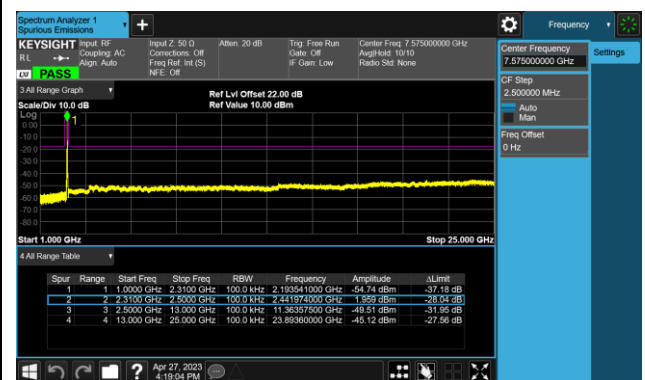 Spectrum Analyzer 1
Spurious Emissions
Frequency
KEYSIGHT
Input: RF
Coupling: AC
Align: Auto
Input Z: 50 Ω
Corrections: Off
Freq Ref: Int (S)
NFE: Off
Atten: 20 dB
Trig: Free Run
Gate: Off
IF Gain: Low
Center Freq: 7.575000000 GHz
Avg|Hold: 10/10
Radio Std: None
RL
LXI PASS
Center Frequency
7.575000000 GHz
Settings
CF Step
2.500000 MHz
Auto
Man
Freq Offset
0 Hz
3 All Range Graph
Scale/Div 10.0 dB
Ref Lvl Offset 22.00 dB
Ref Value 10.00 dBm
Log
1
0.00
-10.0
-20.0
-30.0
-40.0
-50.0
-60.0
-70.0
-80.0
Start 1.000 GHz
Stop 25.000 GHz
4 All Range Table
Spur Range Start Freq Stop Freq RBW Frequency Amplitude ΔLimit
1 1 1.0000 GHz 2.3100 GHz 100.0 kHz 2.193541000 GHz -54.74 dBm -37.18 dB
2 2 2.3100 GHz 2.5000 GHz 100.0 kHz 2.441974000 GHz 1.959 dBm -28.04 dB
3 3 2.5000 GHz 13.000 GHz 100.0 kHz 11.36357500 GHz -49.51 dBm -31.95 dB
4 4 13.000 GHz 25.000 GHz 100.0 kHz 23.89360000 GHz -45.12 dBm -27.56 dB
Apr 27, 2023
4:19:04 PM